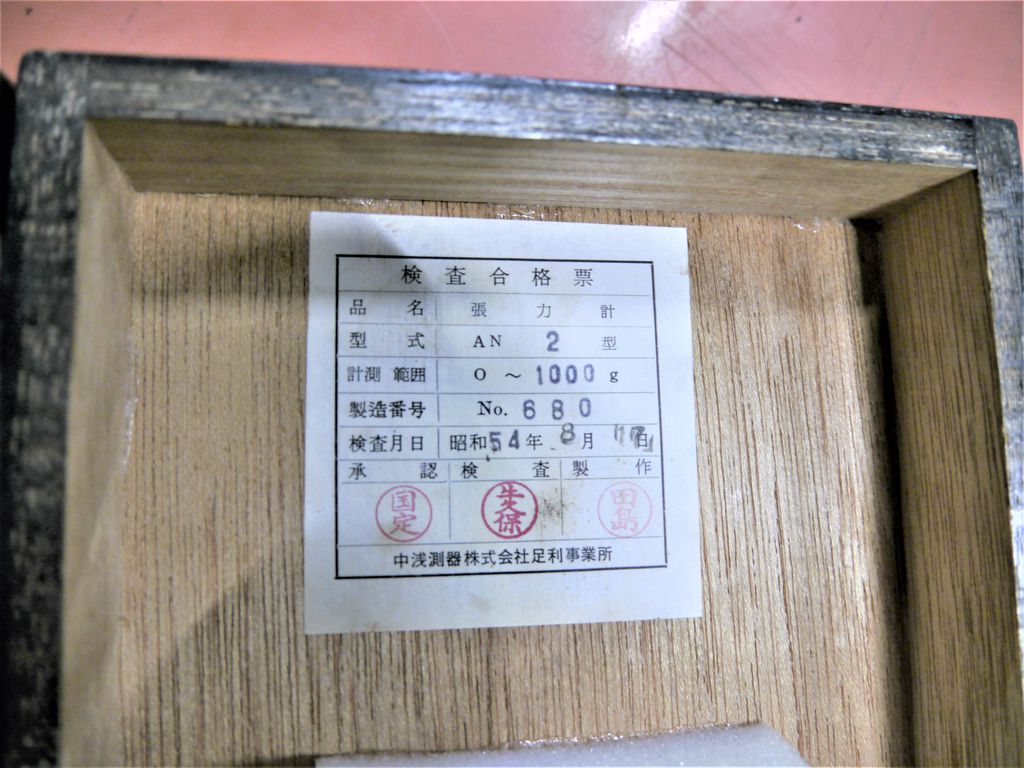 検査合格票
品名 張力計
型式 AN 2 型
計測範囲 0 ～ 1000 g
製造番号 No. 680
検査月日 昭和54年 8月 日
承認 検査 製作
国定 牛久保 田島
中浅測器株式会社足利事業所